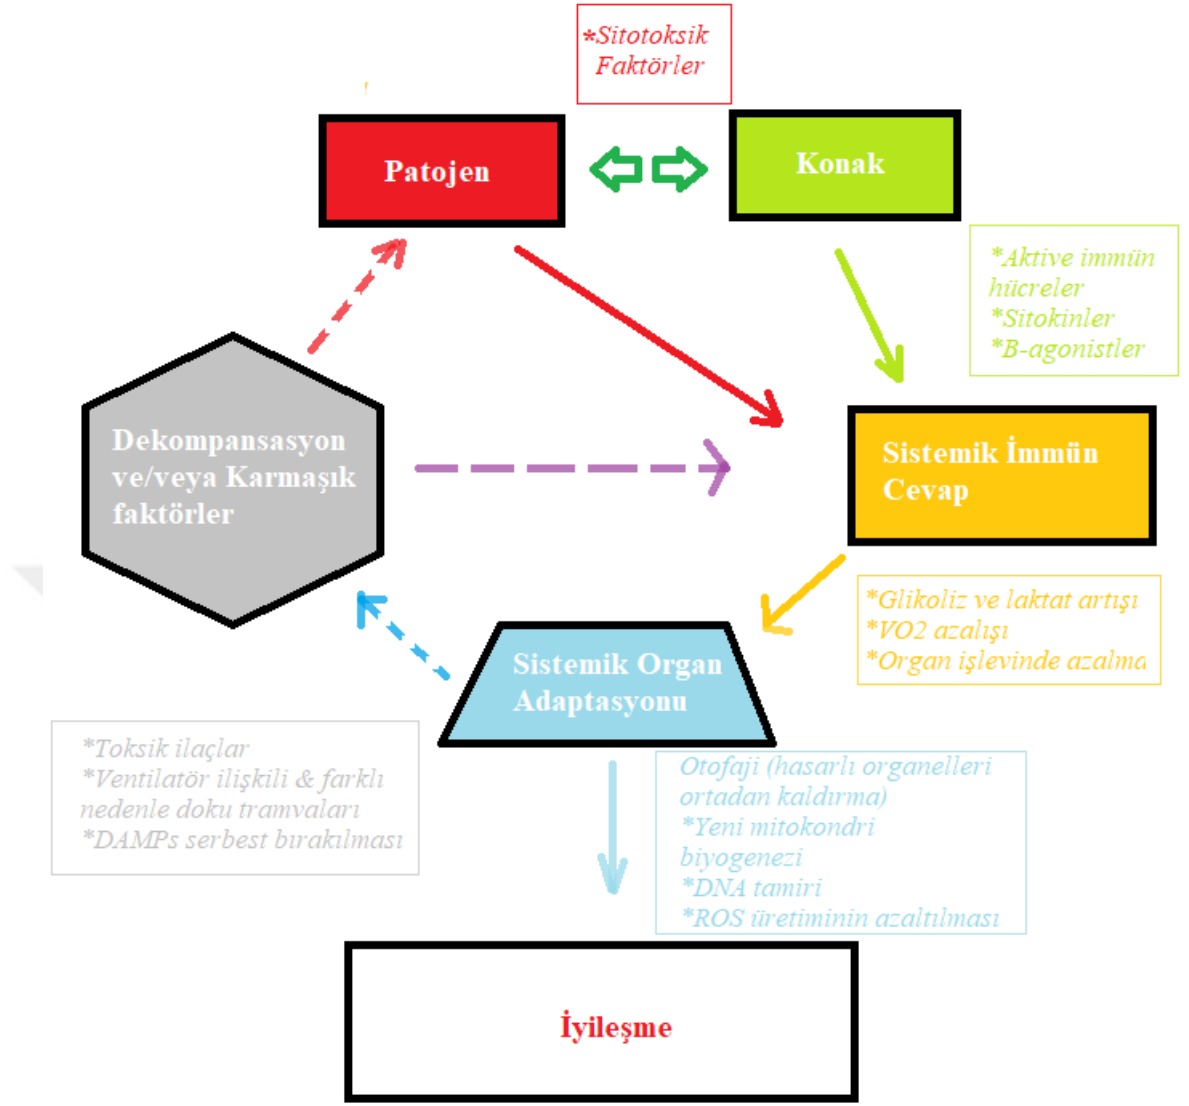 *Sitotoksik
Faktörler
Patojen
Konak
*Aktive immün
hücreler
*Sitokinler
*B-agonistler
Dekompansasyon
ve/veya Karmaşık
faktörler
Sistemik İmmün
Cevap
*Glikoliz ve laktat artışı
*VO2 azalışı
*Organ işlevinde azalma
Sistemik Organ
Adaptasyonu
*Toksik ilaçlar
*Ventilatör ilişkili & farklı
nedenle doku tramvaları
*DAMPs serbest bırakılması
Otofaji (hasarlı organelleri
ortadan kaldırma)
*Yeni mitokondri
biyogenezi
*DNA tamiri
*ROS üretiminin azaltılması
İyileşme